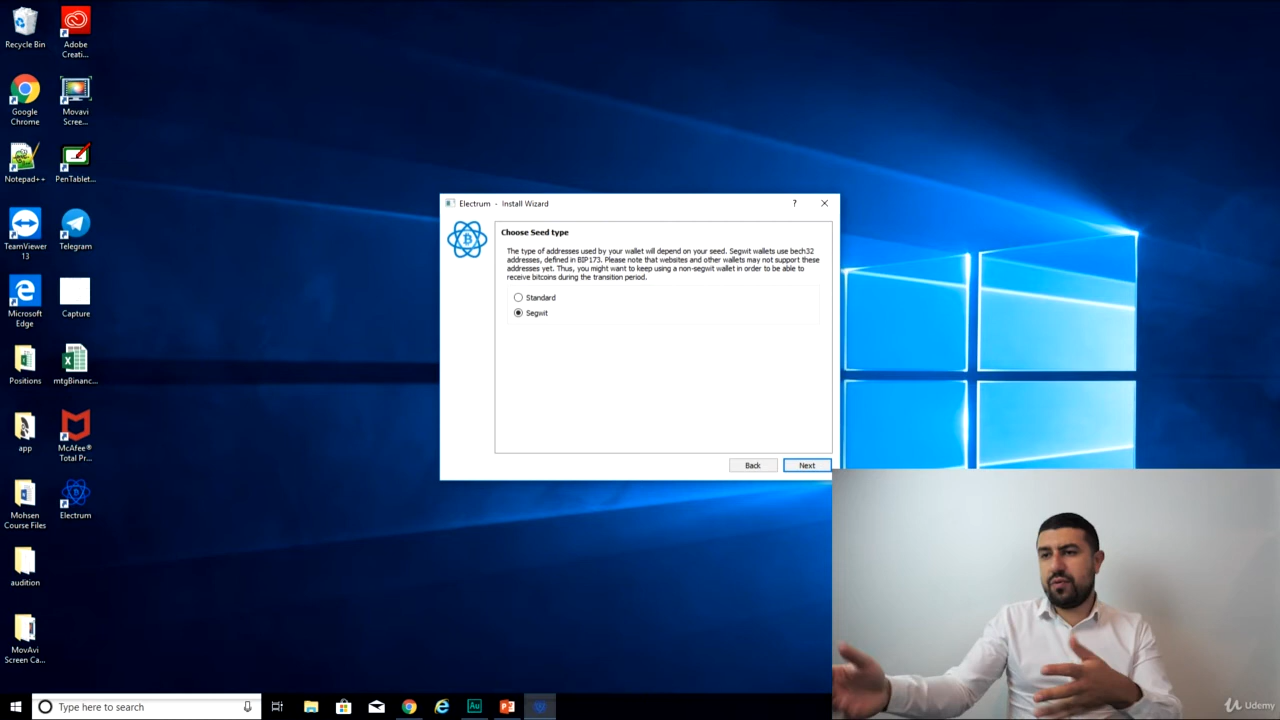 Recycle Bin
Adobe
Creati...
Google
Chrome
Movavi
Scree...
Notepad++
PenTablet...
TeamViewer
13
Telegram
Microsoft
Edge
Capture
Positions
mtgBinanc...
app
McAfee®
Total Pr...
Mohsen
Course Files
Electrum
audition
MovAvi
Screen Ca...
Electrum - Install Wizard
Choose Seed type
The type of addresses used by your wallet will depend on your seed. Segwit wallets use bech32
addresses, defined in BIP173. Please note that websites and other wallets may not support these
addresses yet. Thus, you might want to keep using a non-segwit wallet in order to be able to
receive bitcoins during the transition period.
Standard
Segwit
Back
Next
Type here to search
Udemy